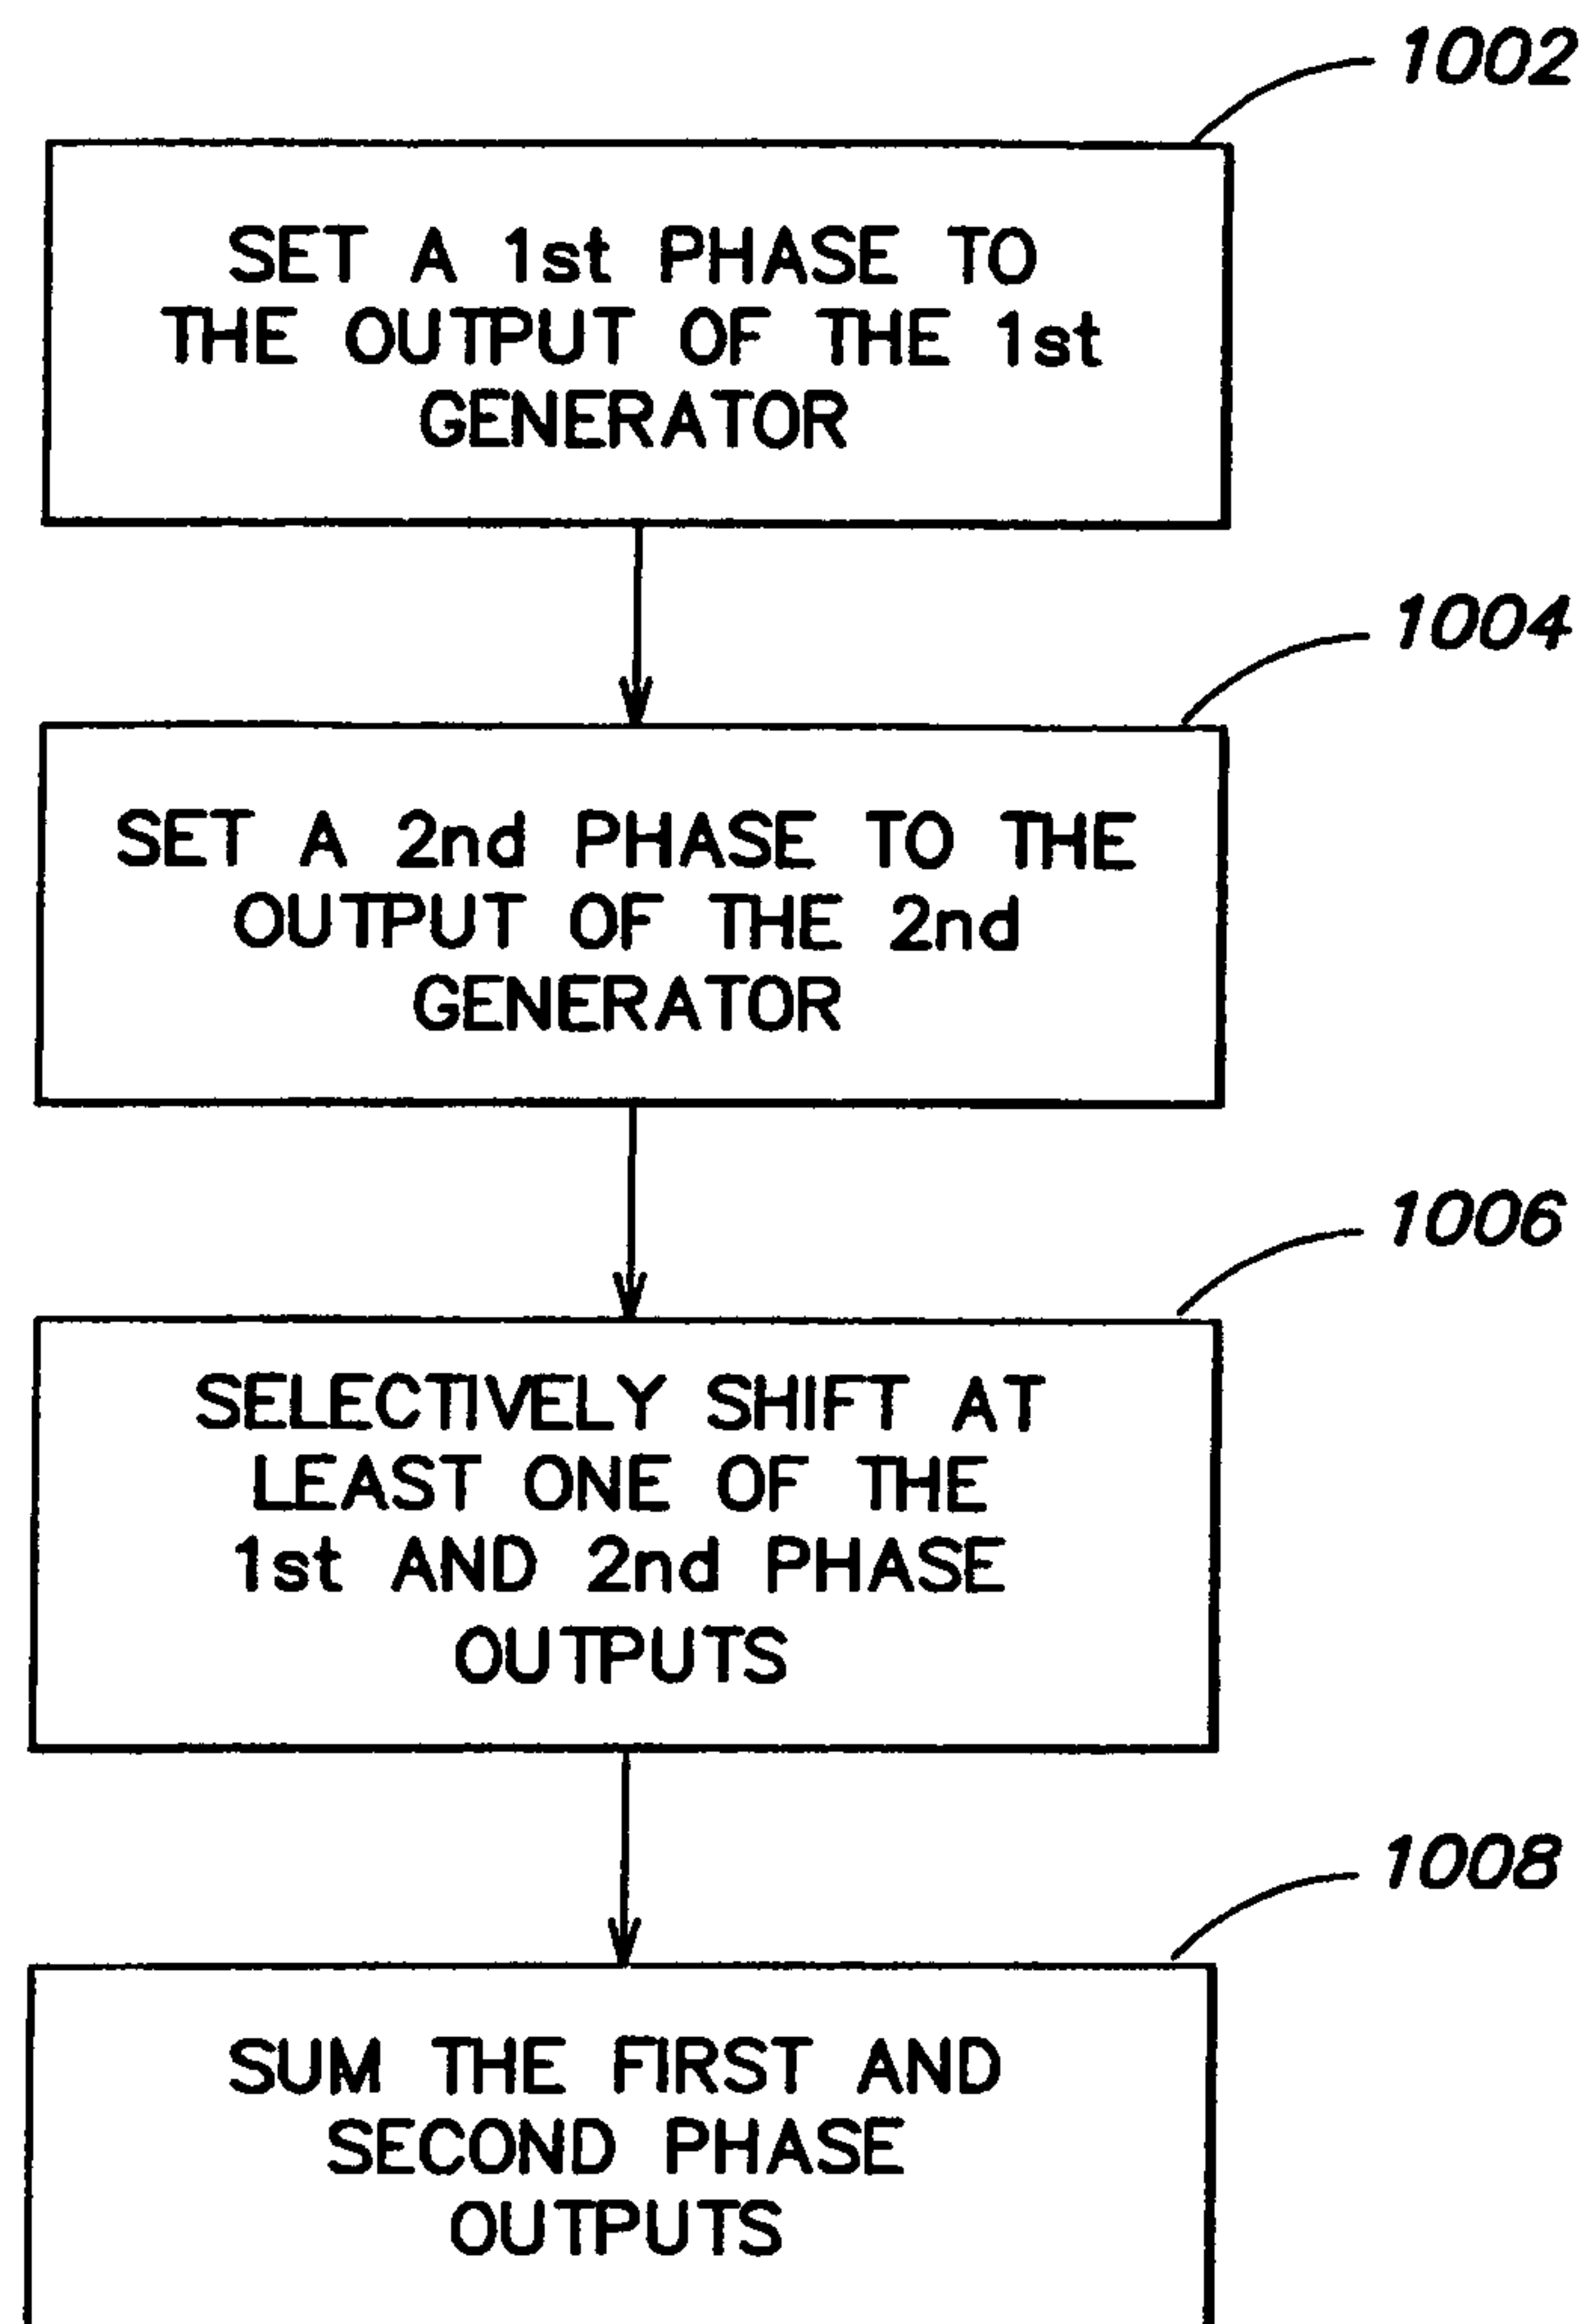 1002
SET A 1st PHASE TO
THE OUTPUT OF THE 1st
GENERATOR
1004
SET A 2nd PHASE TO THE
OUTPUT OF THE 2nd
GENERATOR
1006
SELECTIVELY SHIFT AT
LEAST ONE OF THE
1st AND 2nd PHASE
OUTPUTS
1008
SUM THE FIRST AND
SECOND PHASE
OUTPUTS